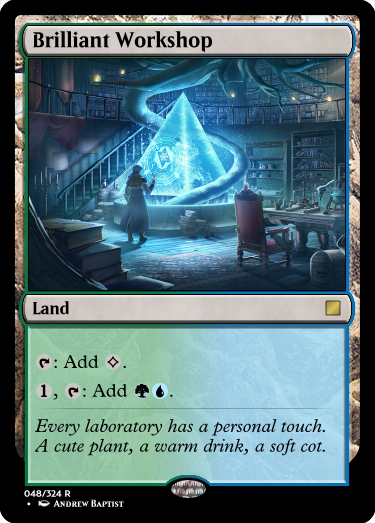 Brilliant Workshop
Land
: Add .
1, : Add .
Every laboratory has a personal touch.
A cute plant, a warm drink, a soft cot.
048/324 R
• Andrew Baptist